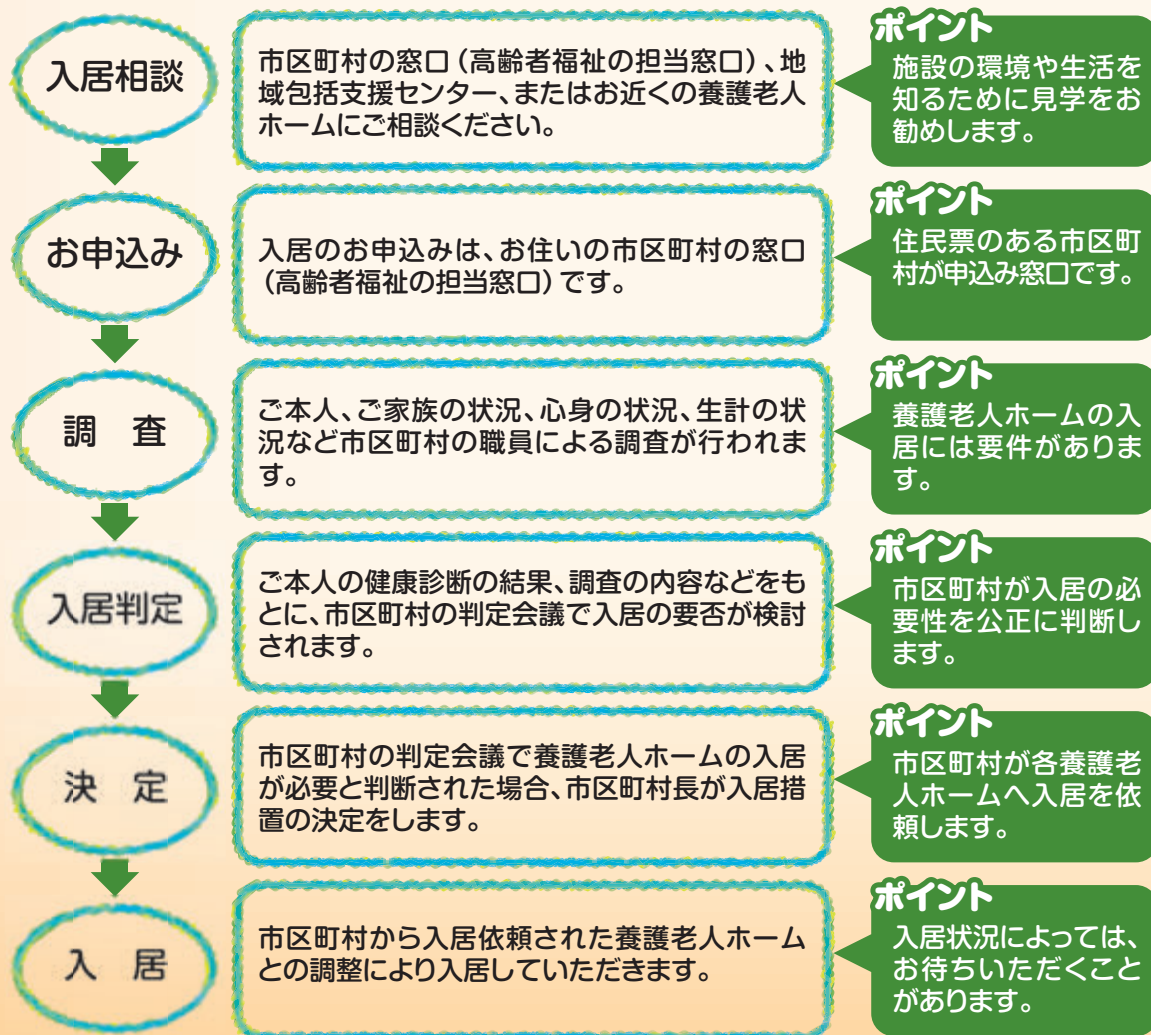 入居相談
市区町村の窓口（高齢者福祉の担当窓口）、地
域包括支援センター、またはお近くの養護老人
ホームにご相談ください。
ポイント
施設の環境や生活を
知るために見学をお
勧めします。
お申込み
入居のお申込みは、お住いの市区町村の窓口
（高齢者福祉の担当窓口）です。
ポイント
住民票のある市区町
村が申込み窓口です。
調　査
ご本人、ご家族の状況、心身の状況、生計の状
況など市区町村の職員による調査が行われま
す。
ポイント
養護老人ホームの入
居には要件がありま
す。
入居判定
ご本人の健康診断の結果、調査の内容などをも
とに、市区町村の判定会議で入居の要否が検討
されます。
ポイント
市区町村が入居の必
要性を公正に判断し
ます。
決　定
市区町村の判定会議で養護老人ホームの入居
が必要と判断された場合、市区町村長が入居措
置の決定をします。
ポイント
市区町村が各養護老
人ホームへ入居を依
頼します。
入　居
市区町村から入居依頼された養護老人ホーム
との調整により入居していただきます。
ポイント
入居状況によっては、
お待ちいただくこと
があります。